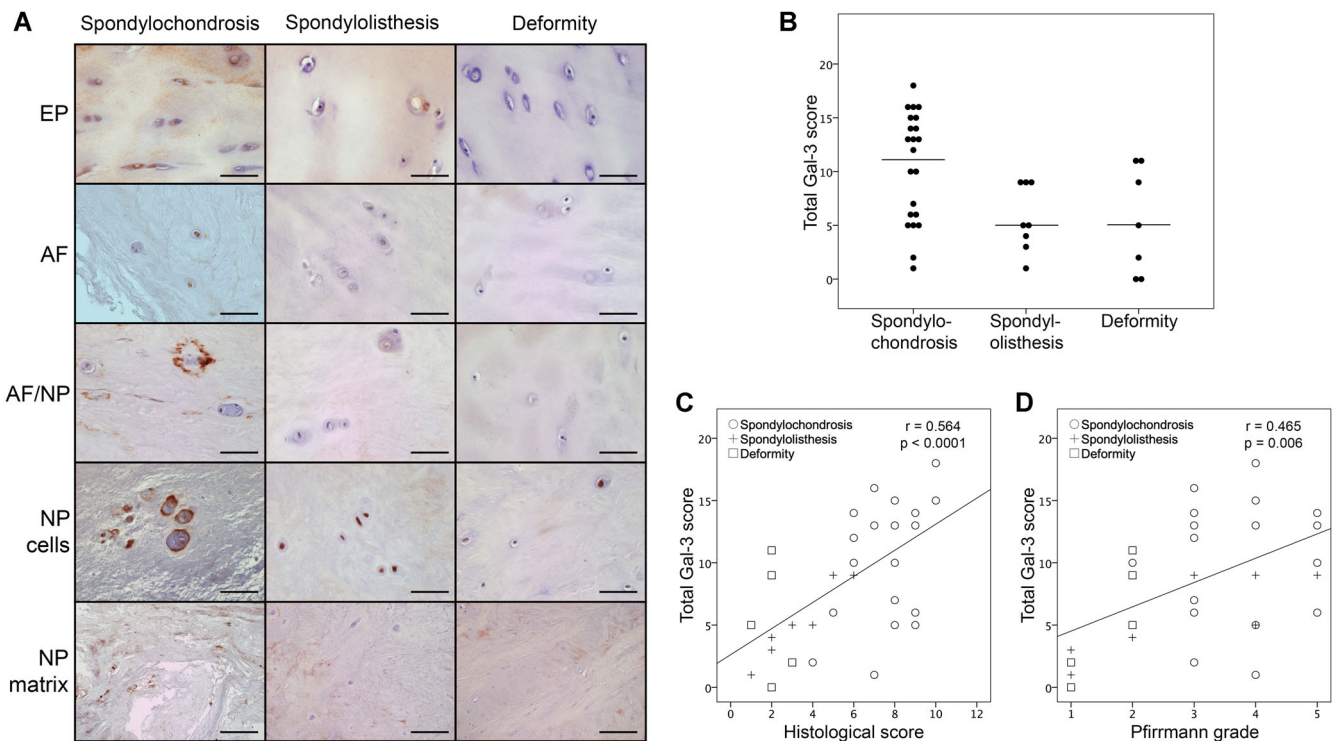 A
Spondylochondrosis
Spondylolisthesis
Deformity
EP
AF
AF/NP
NP
cells
NP
matrix
B
Total Gal-3 score
20
15
10
5
0
Spondylo-
chondrosis
Spondyl-
olisthesis
Deformity
C
Total Gal-3 score
20
15
10
5
0
Spondylochondrosis
Spondylolisthesis
Deformity
r = 0.564
p < 0.0001
0 2 4 6 8 10 12
Histological score
D
Total Gal-3 score
20
15
10
5
0
Spondylochondrosis
Spondylolisthesis
Deformity
r = 0.465
p = 0.006
1 2 3 4 5
Pfirrmann grade